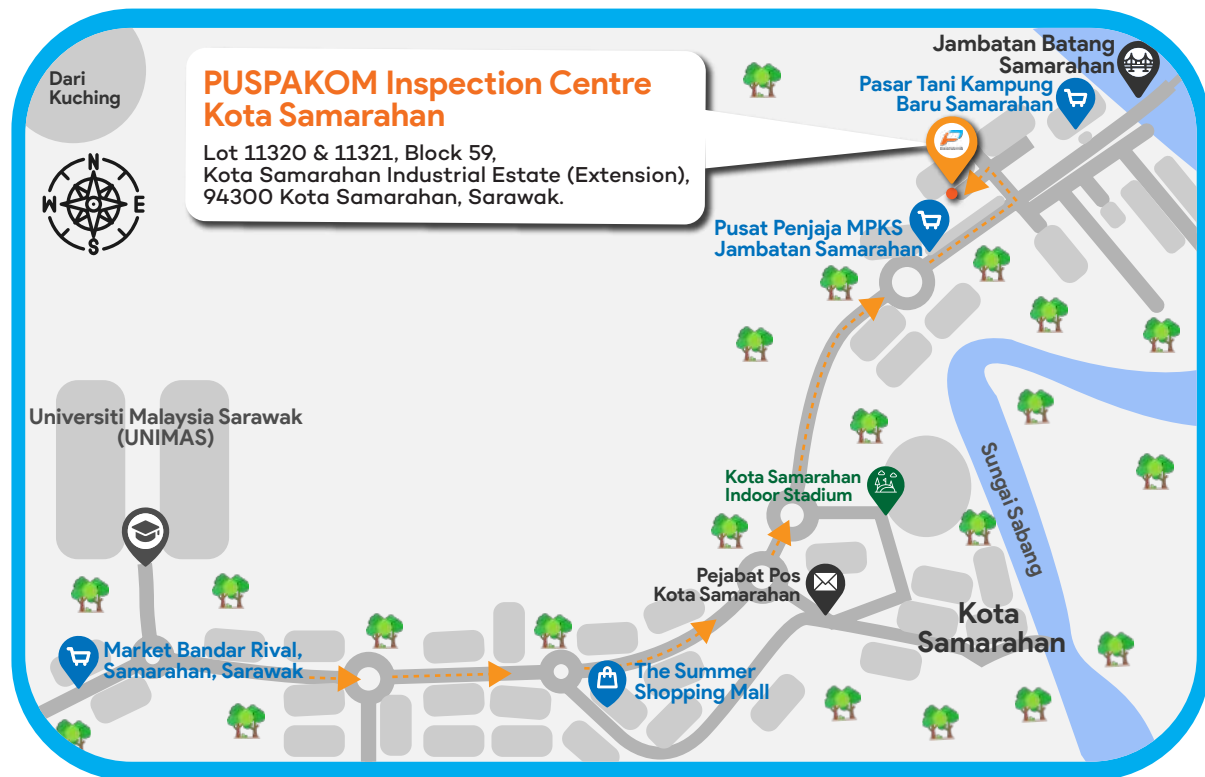 Dari
Kuching
N
W
E
S
PUSPAKOM Inspection Centre
Kota Samarahan
Lot 11320 & 11321, Block 59,
Kota Samarahan Industrial Estate (Extension),
94300 Kota Samarahan, Sarawak.
Jambatan Batang
Samarahan
Pasar Tani Kampung
Baru Samarahan
Pusat Penjaja MPKS
Jambatan Samarahan
Universiti Malaysia Sarawak
(UNIMAS)
Kota Samarahan
Indoor Stadium
Sungai Sabang
Pejabat Pos
Kota Samarahan
Kota
Samarahan
Market Bandar Rival,
Samarahan, Sarawak
The Summer
Shopping Mall